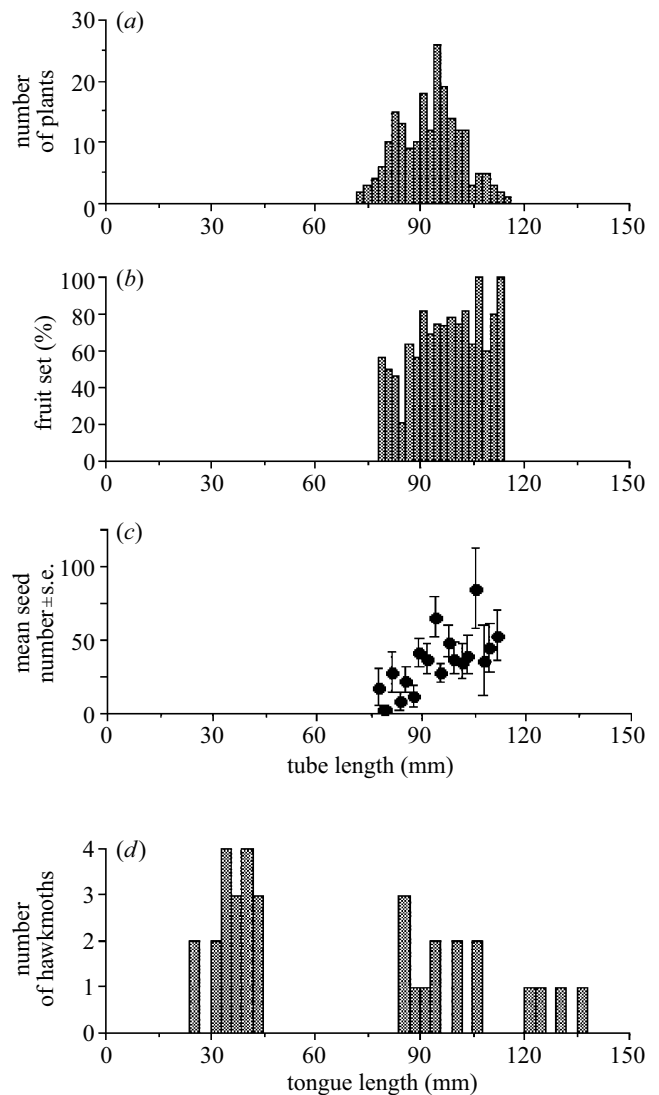 (a)
number
of plants
30
20
10
0
0 30 60 90 120 150
(b)
fruit set (%)
100
80
60
40
20
0
0 30 60 90 120 150
(c)
mean seed
number±s.e.
100
50
0
0 30 60 90 120 150
tube length (mm)
(d)
number
of hawkmoths
4
3
2
1
0
0 30 60 90 120 150
tongue length (mm)